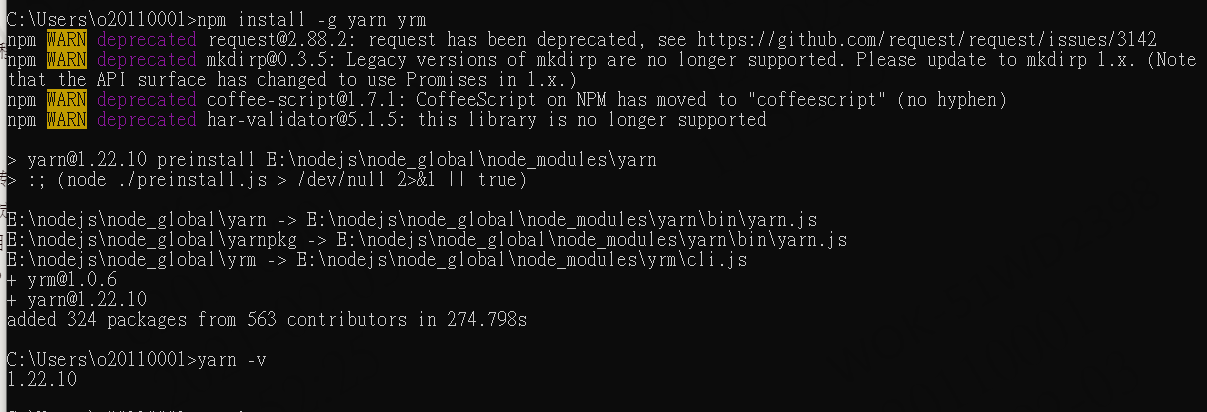 C:\Users\o20110001>npm install -g yarn yrm
npm WARN deprecated request@2.88.2: request has been deprecated, see https://github.com/request/request/issues/3142
npm WARN deprecated mkdirp@0.3.5: Legacy versions of mkdirp are no longer supported. Please update to mkdirp 1.x. (Note
that the API surface has changed to use Promises in 1.x.)
npm WARN deprecated coffee-script@1.7.1: CoffeeScript on NPM has moved to "coffeescript" (no hyphen)
npm WARN deprecated har-validator@5.1.5: this library is no longer supported
> yarn@1.22.10 preinstall E:\nodejs\node_global\node_modules\yarn
> :; (node ./preinstall.js > /dev/null 2>&1 || true)
E:\nodejs\node_global\yarn -> E:\nodejs\node_global\node_modules\yarn\bin\yarn.js
E:\nodejs\node_global\yarnpkg -> E:\nodejs\node_global\node_modules\yarn\bin\yarn.js
E:\nodejs\node_global\yrm -> E:\nodejs\node_global\node_modules\yrm\cli.js
+ yrm@1.0.6
+ yarn@1.22.10
added 324 packages from 563 contributors in 274.798s
C:\Users\o20110001>yarn -v
1.22.10